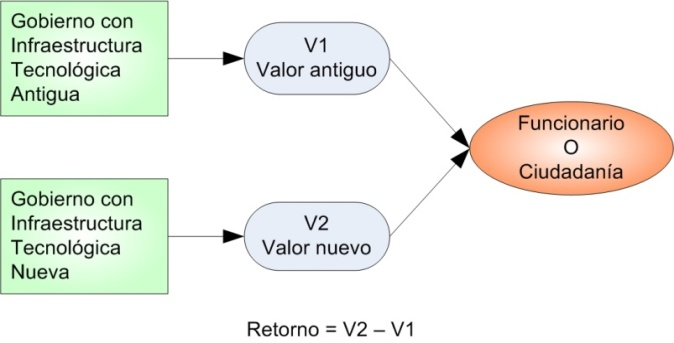 Gobierno con
Infraestructura
Tecnológica
Antigua
V1
Valor antiguo
Funcionario
O
Ciudadanía
Gobierno con
Infraestructura
Tecnológica
Nueva
V2
Valor nuevo
Retorno = V2 – V1